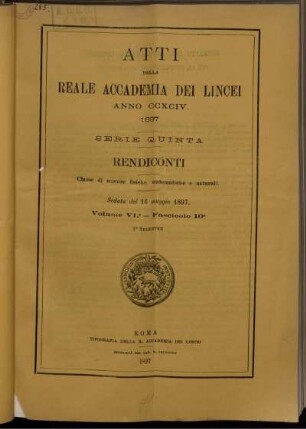 ATTI
DELLA
REALE ACCADEMIA DEI LINCEI
ANNO CCXCIV.
1897
SERIE QUINTA
RENDICONTI
Classe di scienze fisiche, matematiche e naturali.
Seduta del 16 maggio 1897.
Volume VI.° — Fascicolo 10°
1° Semestre
ROMA
TIPOGRAFIA DELLA R. ACCADEMIA DEI LINCEI
1897